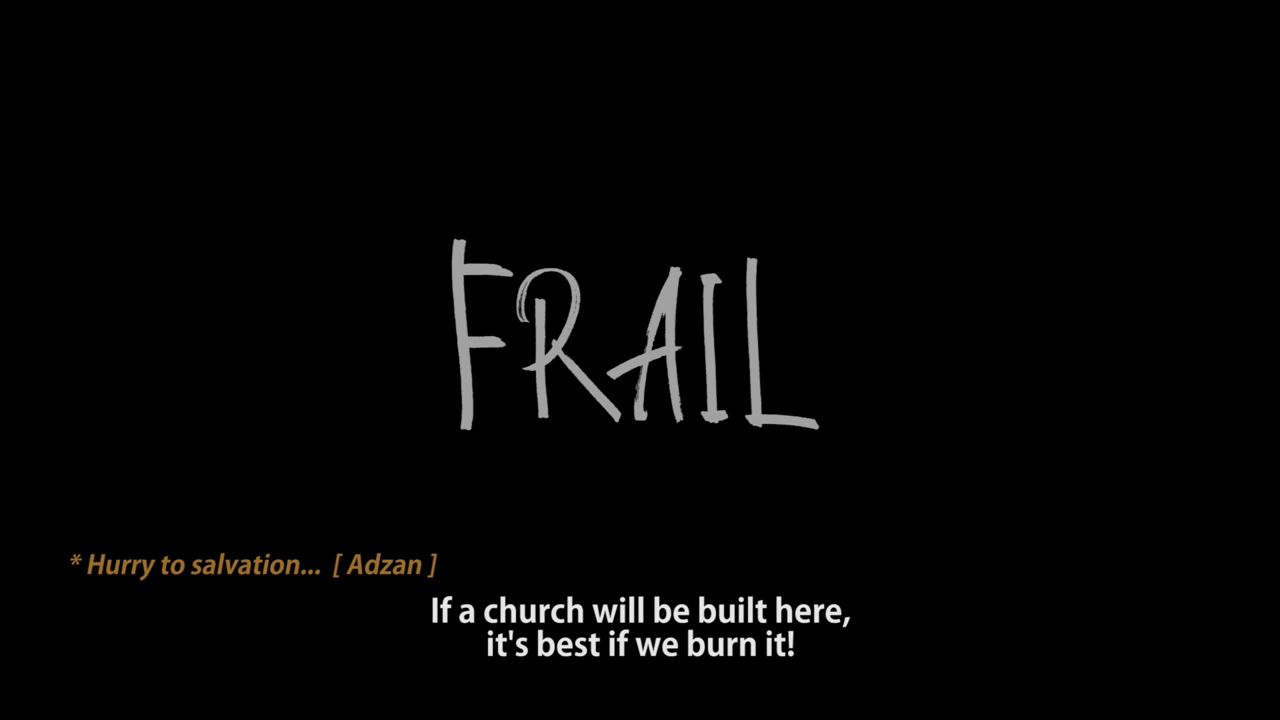 FRAIL
* Hurry to salvation... [ Adzan ]
If a church will be built here,
it's best if we burn it!